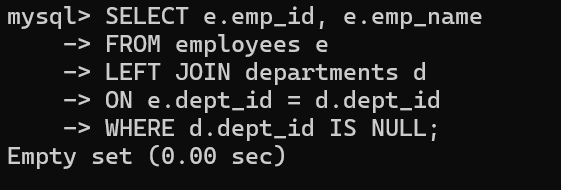 mysql> SELECT e.emp_id, e.emp_name
    -> FROM employees e
    -> LEFT JOIN departments d
    -> ON e.dept_id = d.dept_id
    -> WHERE d.dept_id IS NULL;
Empty set (0.00 sec)